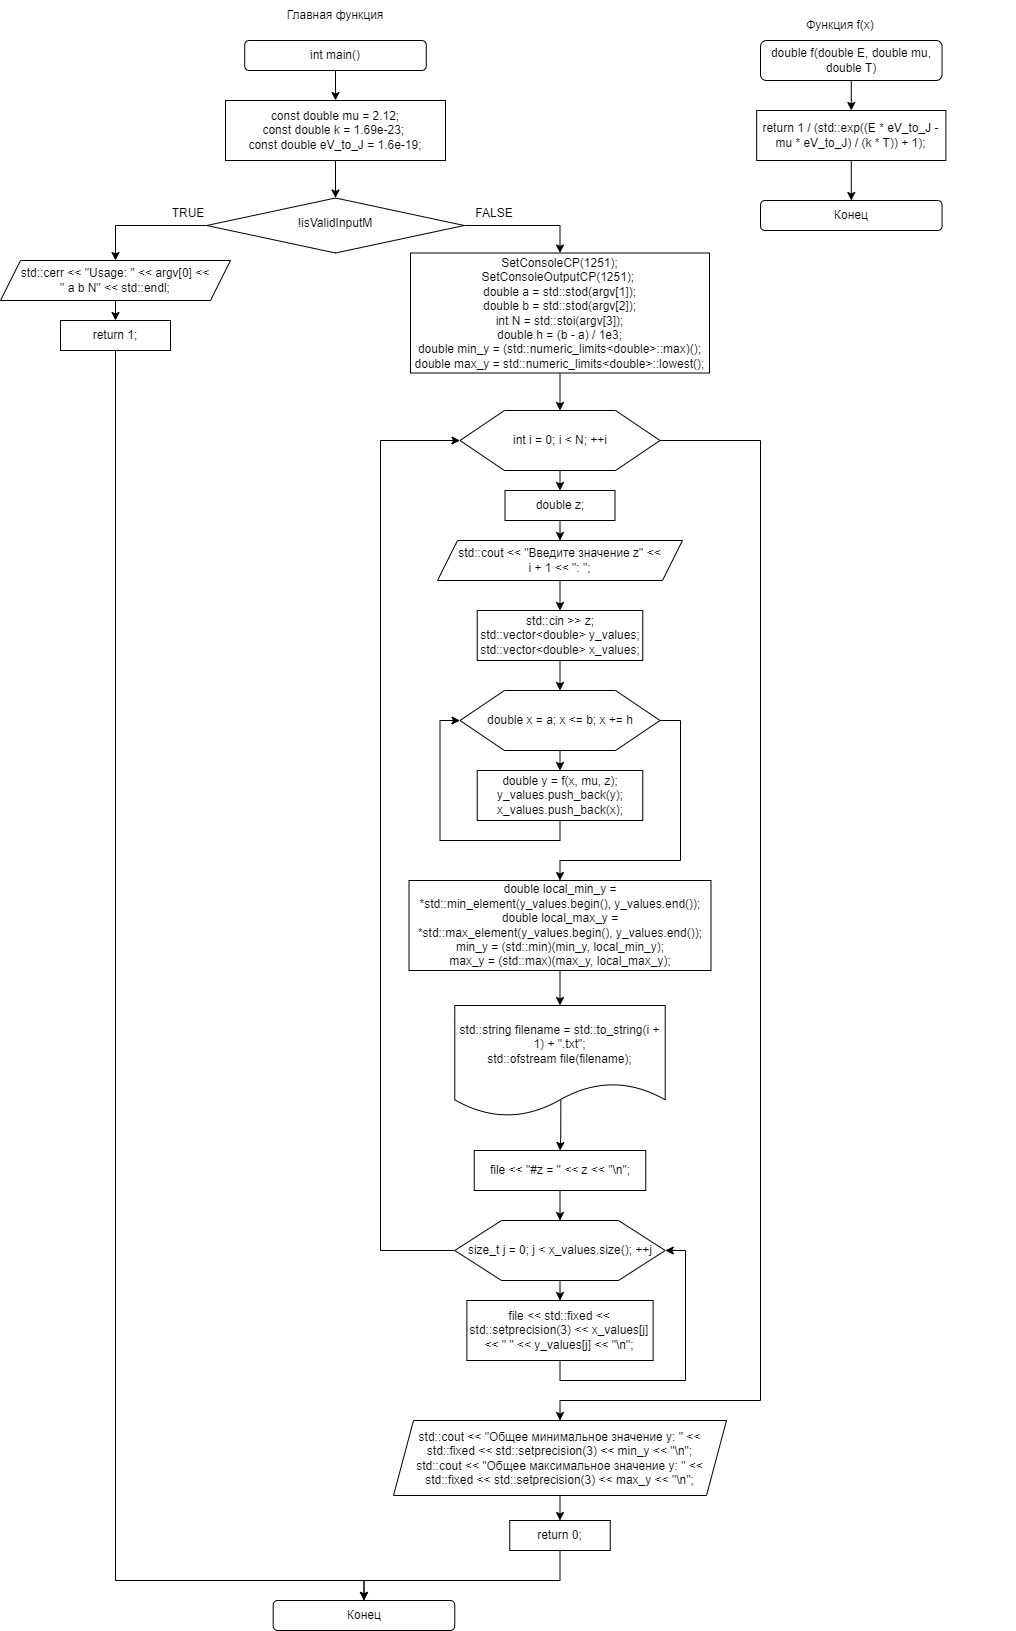 Главная функция
int main()
const double mu = 2.12;
const double k = 1.69e-23;
const double eV_to_J = 1.6e-19;
!isValidInputM
TRUE
FALSE
std::cerr << "Usage: " << argv[0] <<
" a b N" << std::endl;
return 1;
SetConsoleCP(1251);
SetConsoleOutputCP(1251);
double a = std::stod(argv[1]);
double b = std::stod(argv[2]);
int N = std::stoi(argv[3]);
double h = (b - a) / 1e3;
double min_y = (std::numeric_limits<double>::max)();
double max_y = std::numeric_limits<double>::lowest();
int i = 0; i < N; ++i
double z;
std::cout << "Введите значение z" <<
i + 1 << ": ";
std::cin >> z;
std::vector<double> y_values;
std::vector<double> x_values;
double x = a; x <= b; x += h
double y = f(x, mu, z);
y_values.push_back(y);
x_values.push_back(x);
double local_min_y =
*std::min_element(y_values.begin(), y_values.end());
double local_max_y =
*std::max_element(y_values.begin(), y_values.end());
min_y = (std::min)(min_y, local_min_y);
max_y = (std::max)(max_y, local_max_y);
std::string filename = std::to_string(i +
1) + ".txt";
std::ofstream file(filename);
file << "#z = " << z << "\n";
size_t j = 0; j < x_values.size(); ++j
file << std::fixed <<
std::setprecision(3) << x_values[j]
<< " " << y_values[j] << "\n";
std::cout << "Общее минимальное значение y: " <<
std::fixed << std::setprecision(3) << min_y << "\n";
std::cout << "Общее максимальное значение y: " <<
std::fixed << std::setprecision(3) << max_y << "\n";
return 0;
Конец
Функция f(x)
double f(double E, double mu,
double T)
return 1 / (std::exp((E * eV_to_J -
mu * eV_to_J) / (k * T)) + 1);
Конец